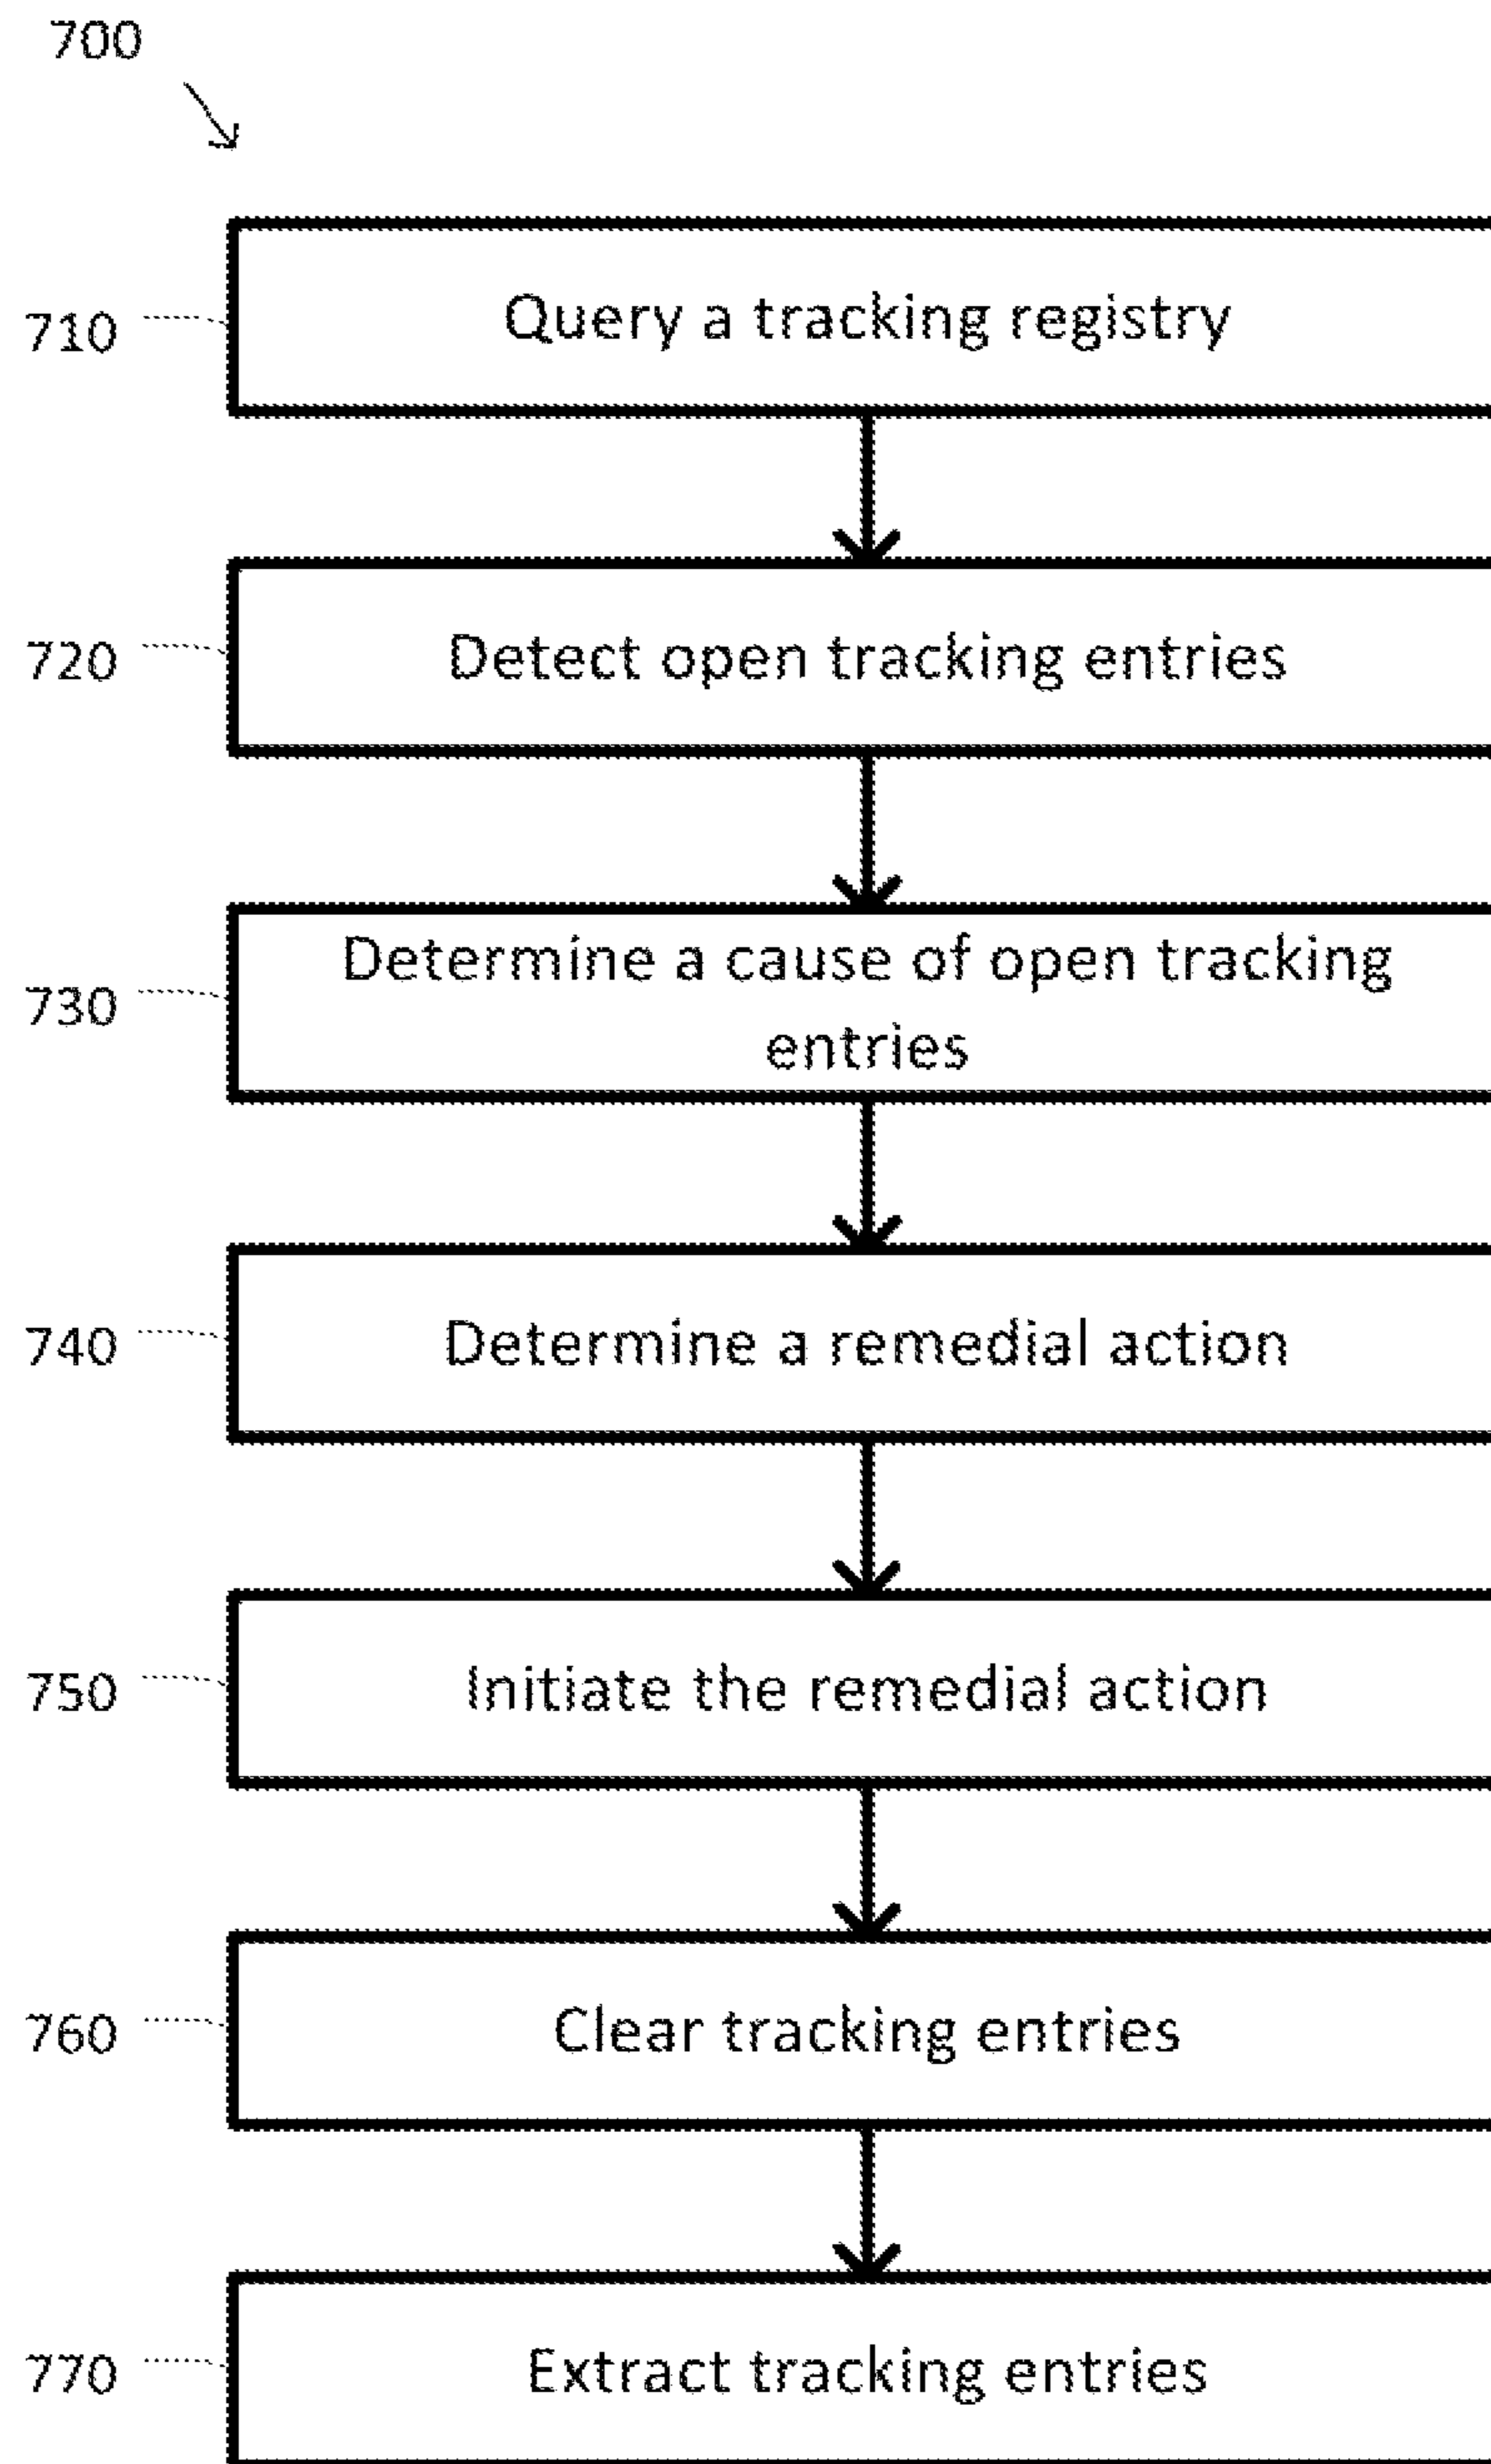 700
710
Query a tracking registry
720
Detect open tracking entries
730
Determine a cause of open tracking
entries
740
Determine a remedial action
750
Initiate the remedial action
760
Clear tracking entries
770
Extract tracking entries